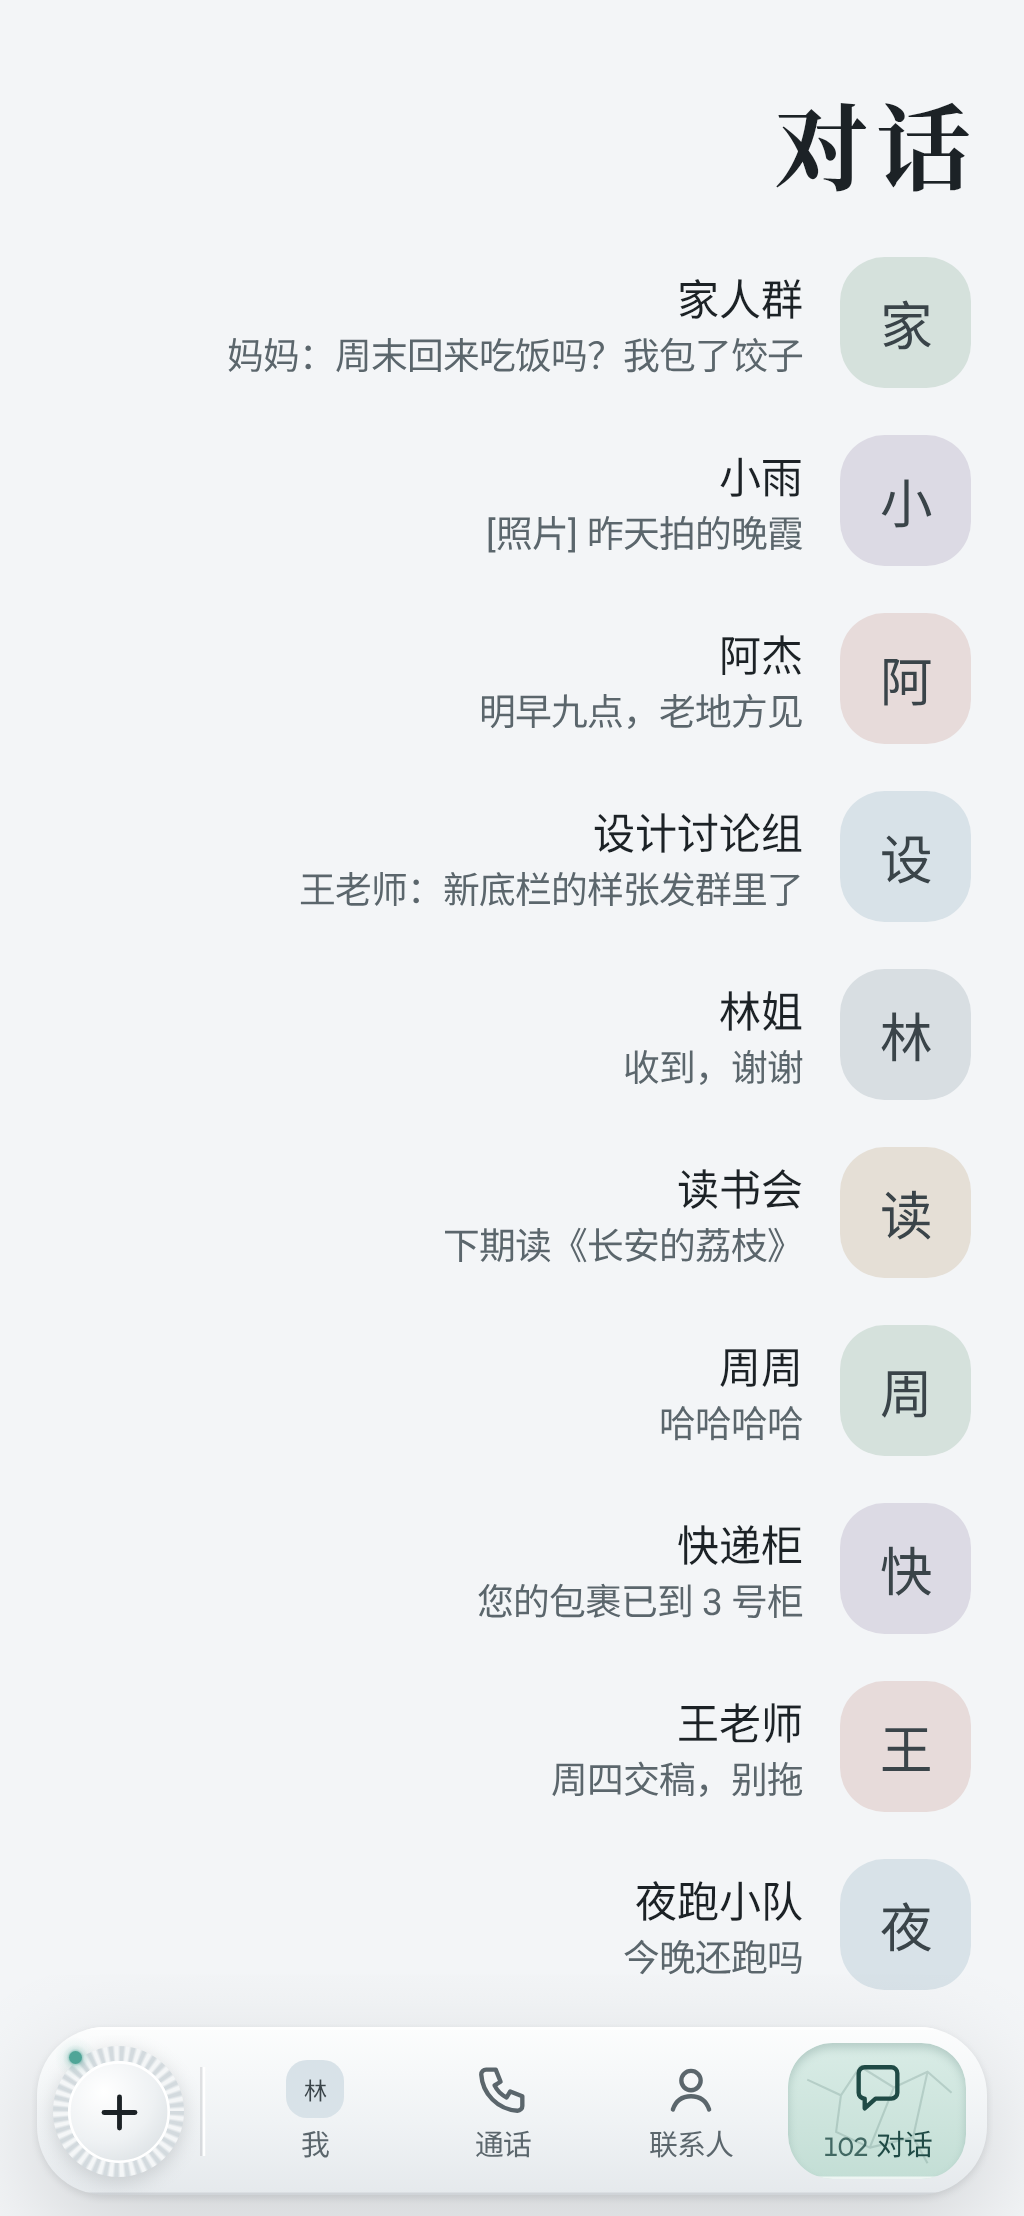 对话
家人群
家
妈妈：周末回来吃饭吗？我包了饺子
小雨
小
[照片] 昨天拍的晚霞
阿杰
阿
明早九点，老地方见
设计讨论组
设
王老师：新底栏的样张发群里了
林姐
林
收到，谢谢
读书会
读
下期读《长安的荔枝》
周周
周
哈哈哈哈
快递柜
快
您的包裹已到 3 号柜
王老师
王
周四交稿，别拖
夜跑小队
夜
今晚还跑吗
林
我
通话
联系人
102 对话